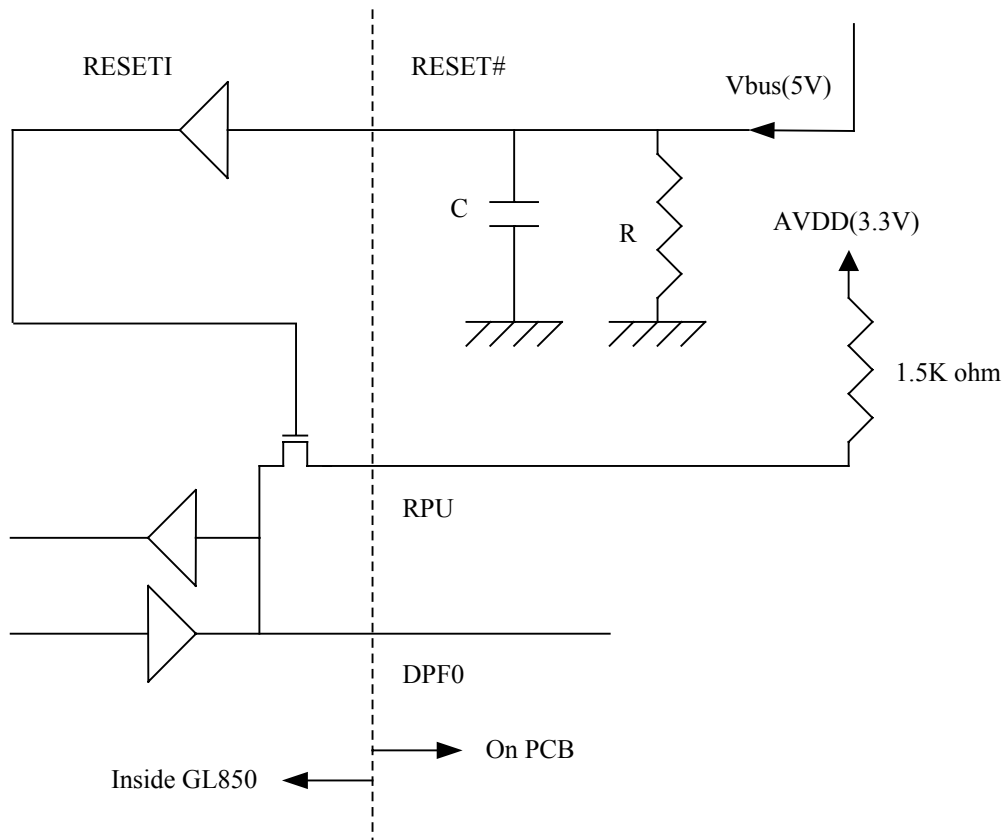 RESETI
RESET#
Vbus(5V)
C
R
AVDD(3.3V)
1.5K ohm
RPU
DPF0
On PCB
Inside GL850